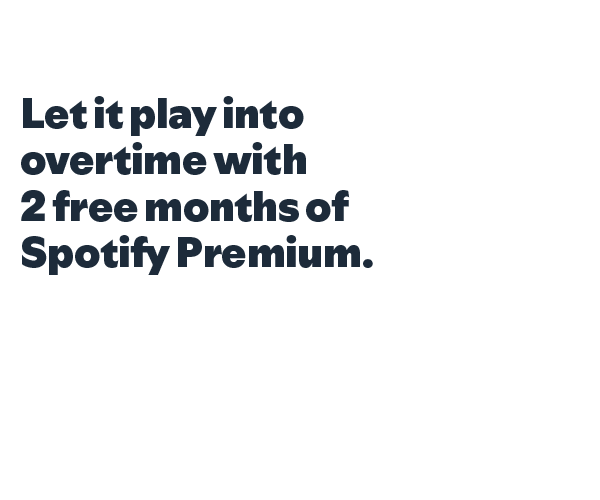 Let it play into
overtime with
2 free months of
Spotify Premium.